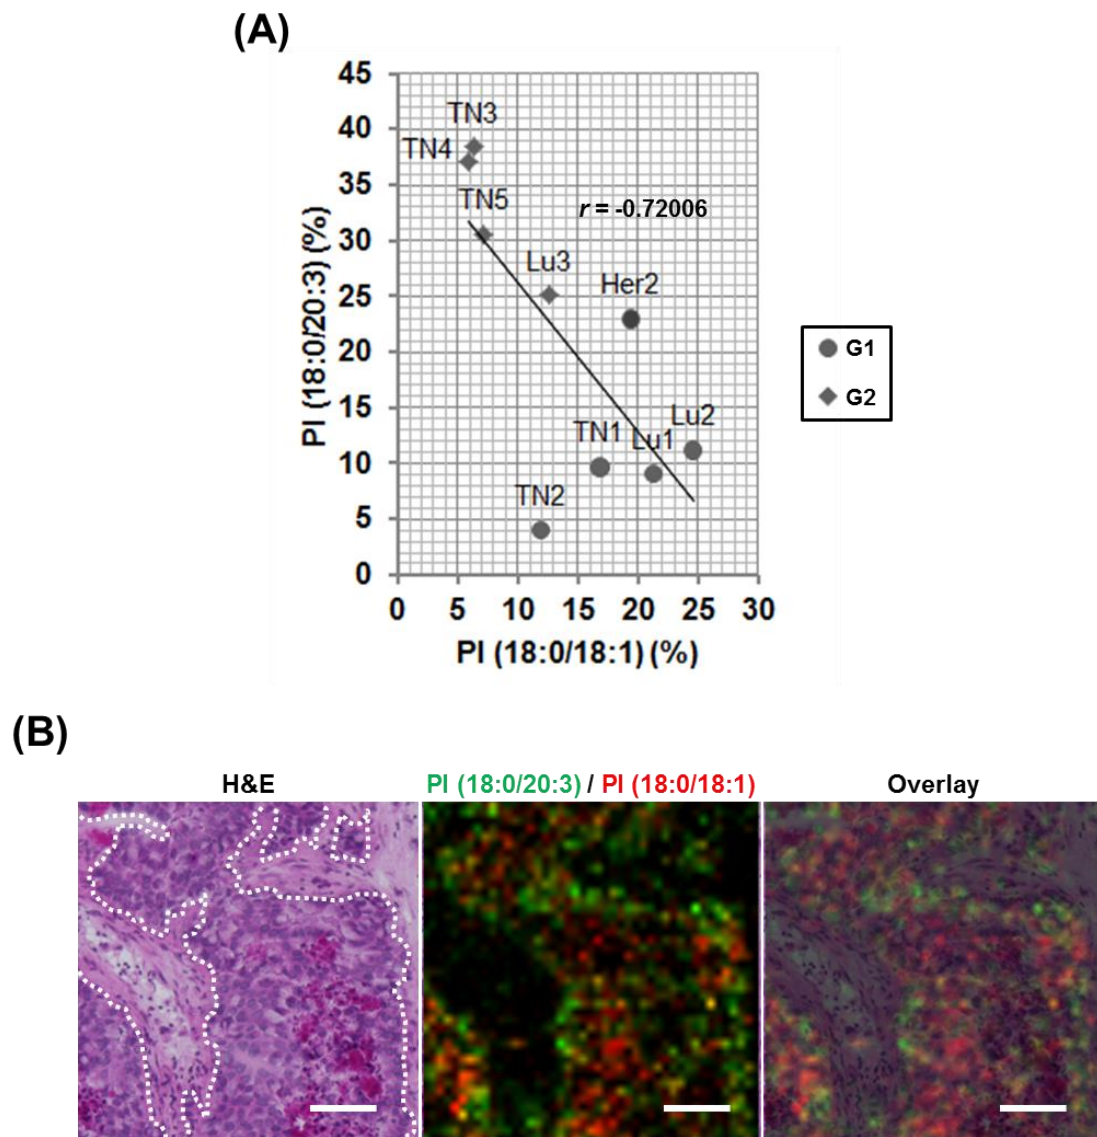 (A)
45
40
35
30
25
20
15
10
5
0
PI (18:0/20:3) (%)
TN3
TN4
TN5
r = -0.72006
Lu3
Her2
TN1
Lu1
Lu2
TN2
G1
G2
0 5 10 15 20 25 30
PI (18:0/18:1) (%)
(B)
H&E
PI (18:0/20:3) / PI (18:0/18:1)
Overlay